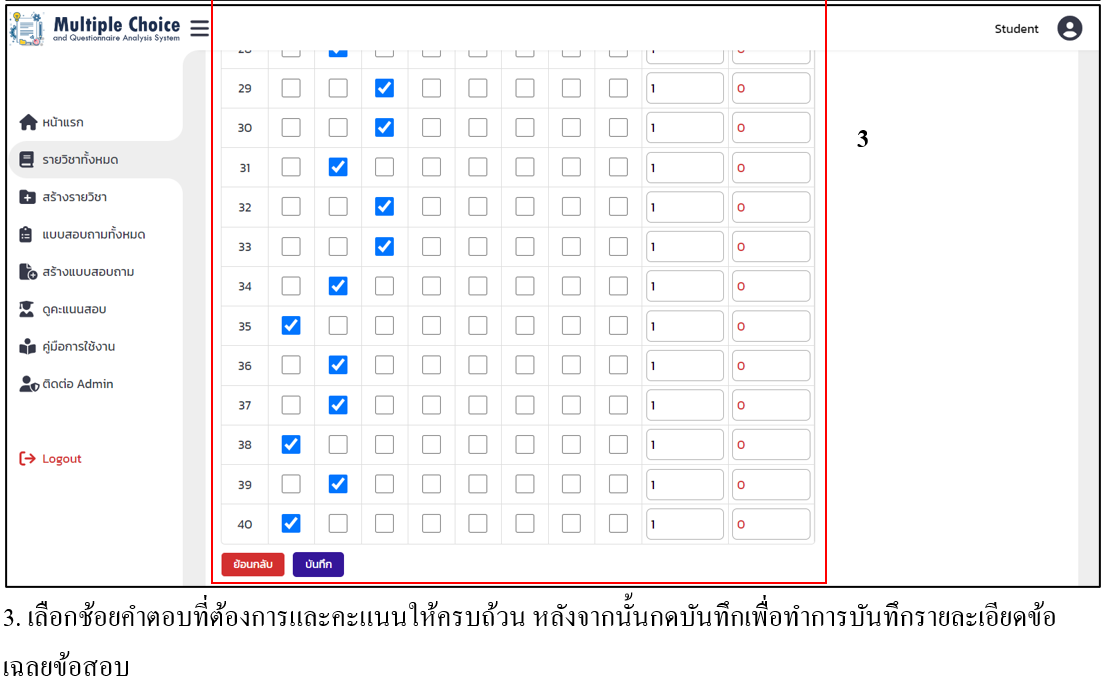 Multiple Choice
and Questionnaire Analysis System
Student
29 1 0
30 1 0
31 1 0
32 1 0
33 1 0
34 1 0
35 1 0
36 1 0
37 1 0
38 1 0
39 1 0
40 1 0
หน้าแรก
รายวิชาทั้งหมด
สร้างรายวิชา
แบบสอบถามทั้งหมด
สร้างแบบสอบถาม
ดูคะแนนสอบ
คู่มือการใช้งาน
ติดต่อ Admin
Logout
ย้อนกลับ บันทึก
3
3. เลือกช้อยคำตอบที่ต้องการและคะแนนให้ครบถ้วน หลังจากนั้นกดบันทึกเพื่อทำการบันทึกรายละเอียดข้อ
เฉลยข้อสอบ